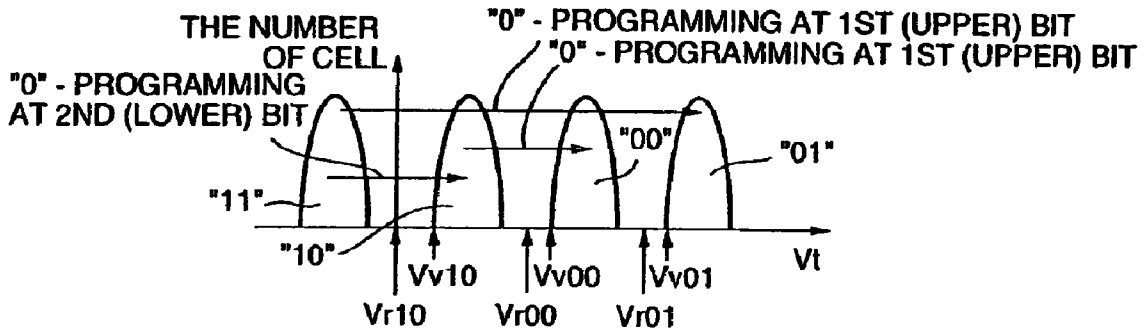 THE NUMBER
OF CELL
"0" - PROGRAMMING AT 1ST (UPPER) BIT
"0" - PROGRAMMING AT 1ST (UPPER) BIT
"0" - PROGRAMMING
AT 2ND (LOWER) BIT
"00"
"01"
"11"
"10"
Vv10
Vv00
Vv01
Vt
Vr10
Vr00
Vr01